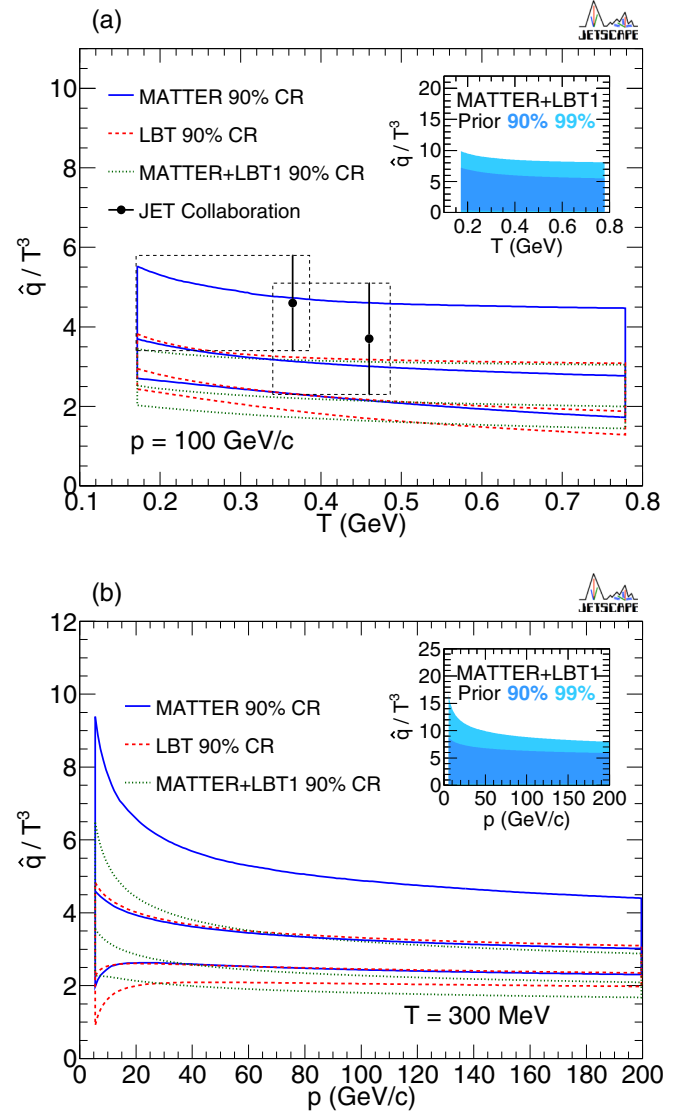 (a)
JETSCAPE
10
8
6
4
2
0
q̂ / T³
MATTER 90% CR
LBT 90% CR
MATTER+LBT1 90% CR
JET Collaboration
20
15
10
5
0
q̂ / T³
MATTER+LBT1
Prior 90% 99%
0.2 0.4 0.6 0.8
T (GeV)
p = 100 GeV/c
0.1 0.2 0.3 0.4 0.5 0.6 0.7 0.8
T (GeV)
(b)
JETSCAPE
12
10
8
6
4
2
0
q̂ / T³
MATTER 90% CR
LBT 90% CR
MATTER+LBT1 90% CR
25
20
15
10
5
0
q̂ / T³
MATTER+LBT1
Prior 90% 99%
0 50 100 150 200
p (GeV/c)
T = 300 MeV
0 20 40 60 80 100 120 140 160 180 200
p (GeV/c)